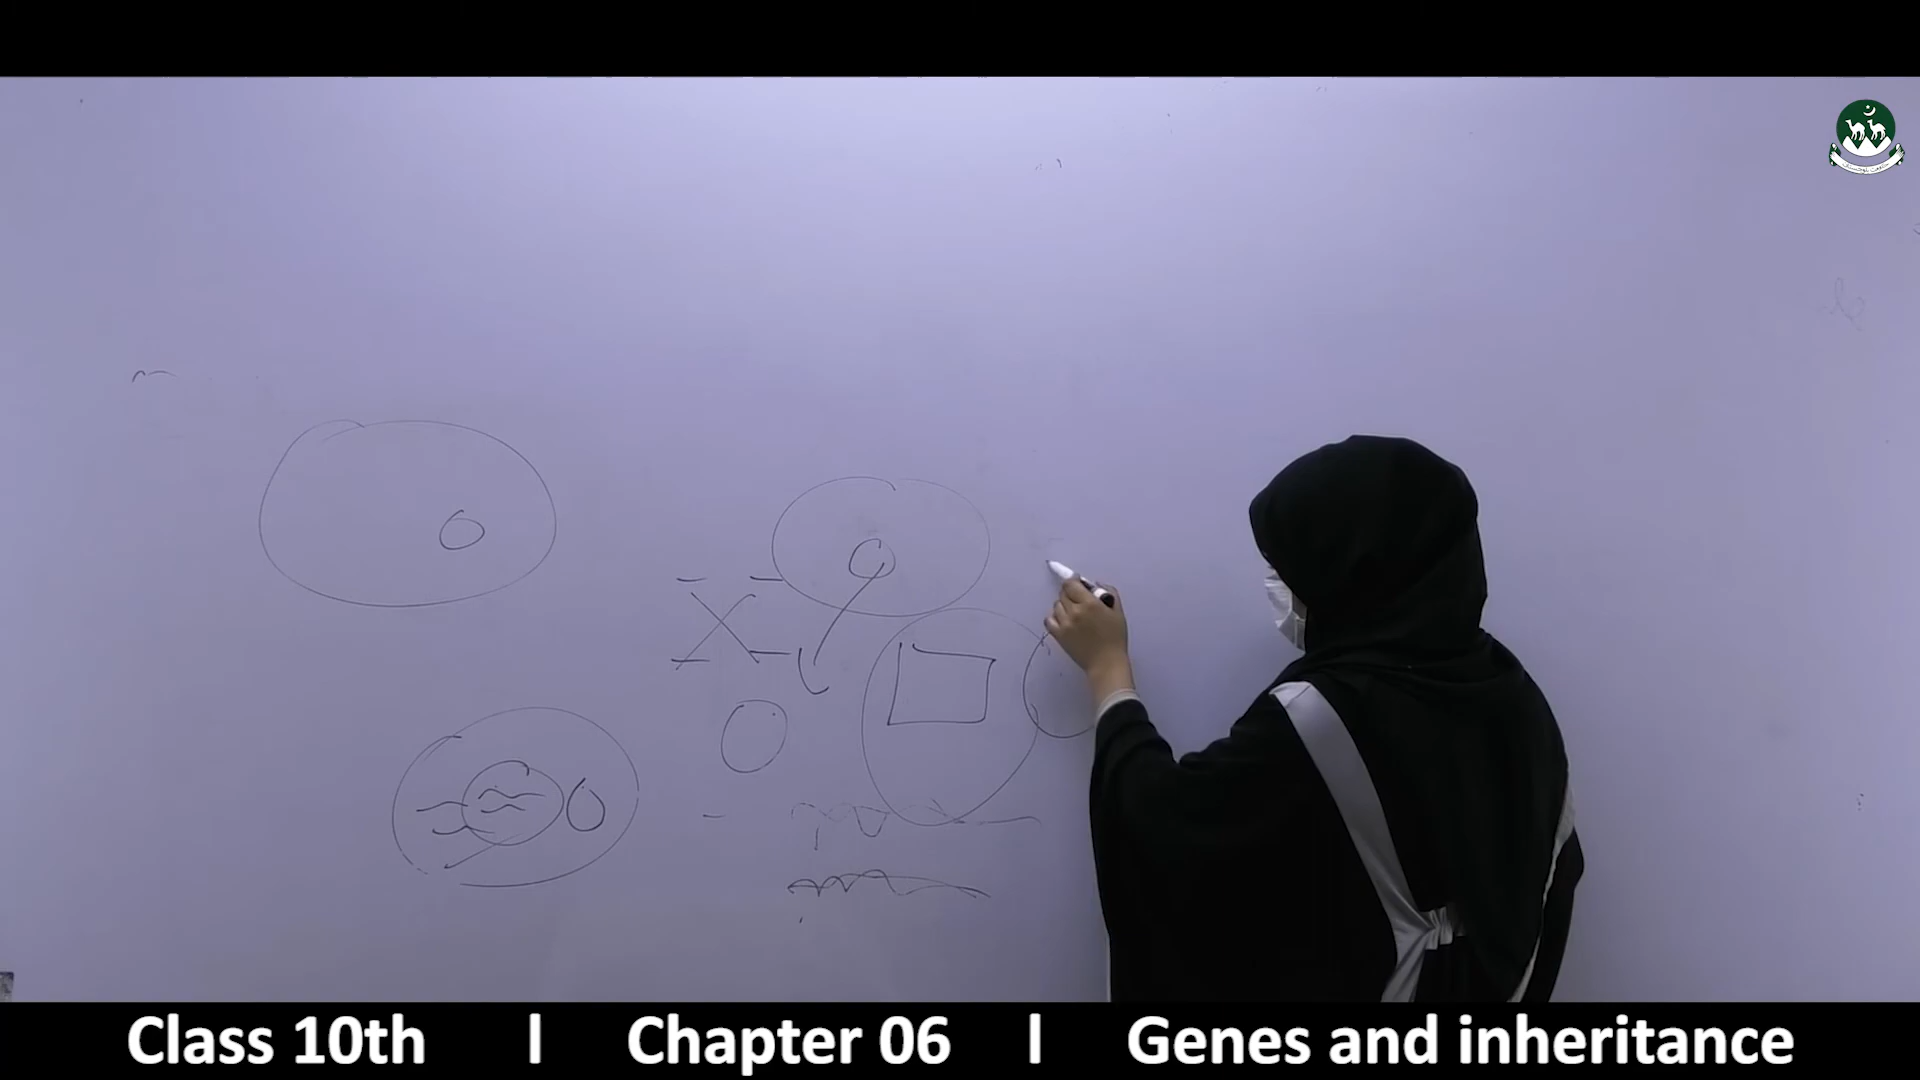 X
Class 10th | Chapter 06 | Genes and inheritance